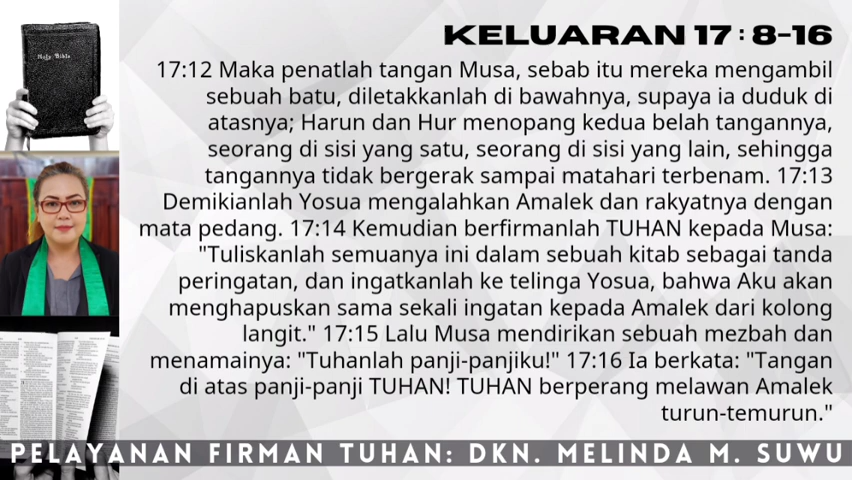 KELUARAN 17 : 8-16
Holy Bible
17:12 Maka penatlah tangan Musa, sebab itu mereka mengambil
sebuah batu, diletakkanlah di bawahnya, supaya ia duduk di
atasnya; Harun dan Hur menopang kedua belah tangannya,
seorang di sisi yang satu, seorang di sisi yang lain, sehingga
tangannya tidak bergerak sampai matahari terbenam. 17:13
Demikianlah Yosua mengalahkan Amalek dan rakyatnya dengan
mata pedang. 17:14 Kemudian berfirmanlah TUHAN kepada Musa:
"Tuliskanlah semuanya ini dalam sebuah kitab sebagai tanda
peringatan, dan ingatkanlah ke telinga Yosua, bahwa Aku akan
menghapuskan sama sekali ingatan kepada Amalek dari kolong
langit." 17:15 Lalu Musa mendirikan sebuah mezbah dan
menamainya: "Tuhanlah panji-panjiku!" 17:16 Ia berkata: "Tangan
di atas panji-panji TUHAN! TUHAN berperang melawan Amalek
turun-temurun."
PELAYANAN FIRMAN TUHAN: DKN. MELINDA M. SUWU